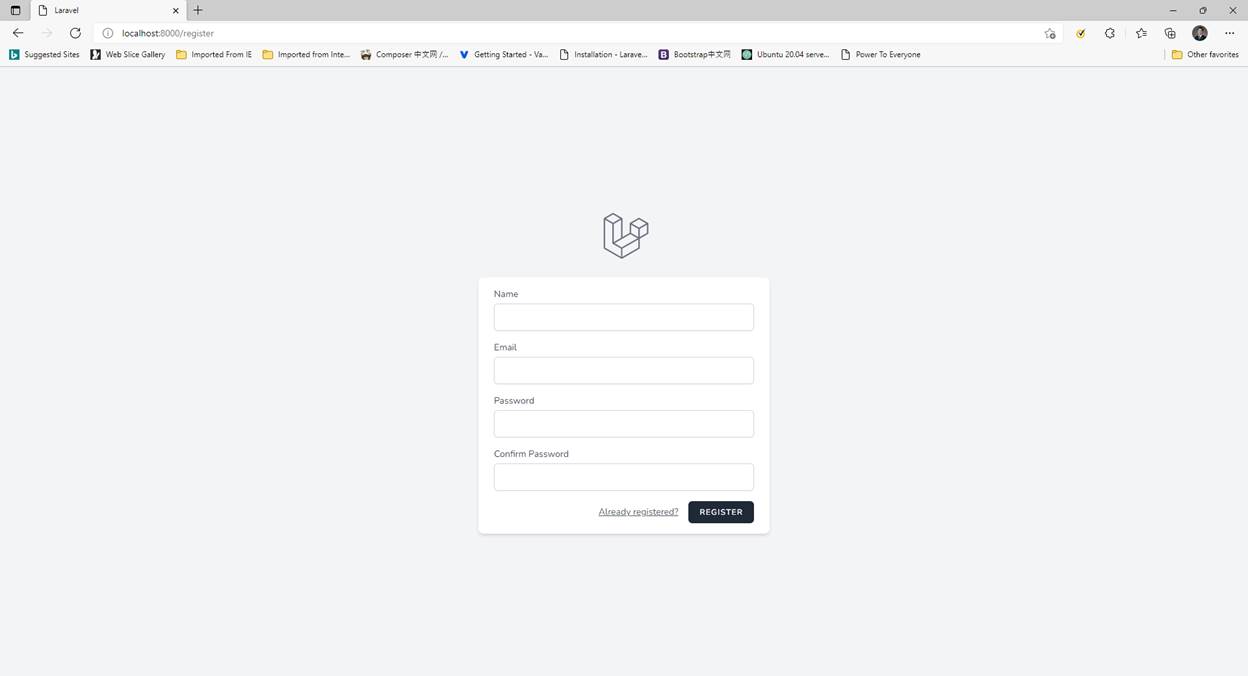 Laravel
localhost:8000/register
Suggested Sites Web Slice Gallery Imported From IE Imported from Inte... Composer 中文网 /... Getting Started - Va... Installation - Larave... Bootstrap中文网 Ubuntu 20.04 serve... Power To Everyone Other favorites
Name
Email
Password
Confirm Password
Already registered? REGISTER